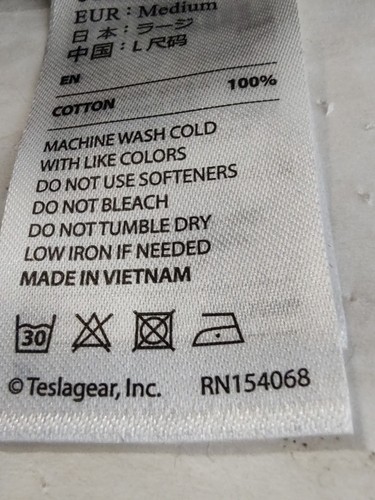 EUR : Medium
日 本 : ラージ
中国 : L 尺码
EN
COTTON 100%
MACHINE WASH COLD
WITH LIKE COLORS
DO NOT USE SOFTENERS
DO NOT BLEACH
DO NOT TUMBLE DRY
LOW IRON IF NEEDED
MADE IN VIETNAM
30
© Teslagear, Inc. RN154068